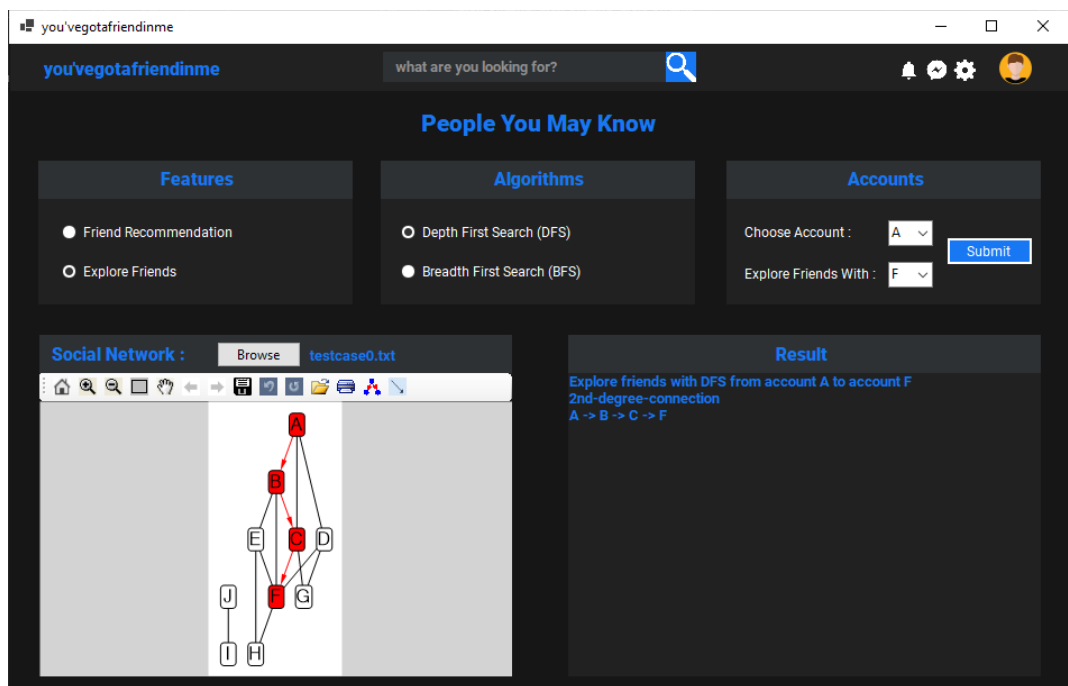 you'vegotafriendinme
you'vegotafriendinme
what are you looking for?
People You May Know
Features
Algorithms
Accounts
Friend Recommendation
Depth First Search (DFS)
Choose Account :
A
Submit
Explore Friends
Breadth First Search (BFS)
Explore Friends With :
F
Social Network :
Browse
testcase0.txt
Result
Explore friends with DFS from account A to account F
2nd-degree-connection
A -> B -> C -> F
A
B
E
C
D
J
F
G
I
H